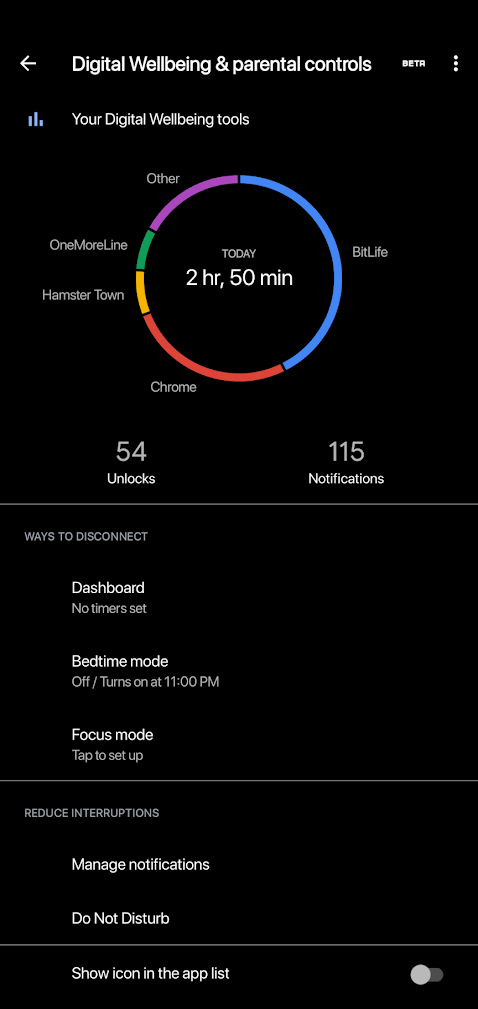 Digital Wellbeing & parental controls BETA
Your Digital Wellbeing tools
Other
OneMoreLine
BitLife
TODAY
2 hr, 50 min
Hamster Town
Chrome
54
Unlocks
115
Notifications
WAYS TO DISCONNECT
Dashboard
No timers set
Bedtime mode
Off / Turns on at 11:00 PM
Focus mode
Tap to set up
REDUCE INTERRUPTIONS
Manage notifications
Do Not Disturb
Show icon in the app list